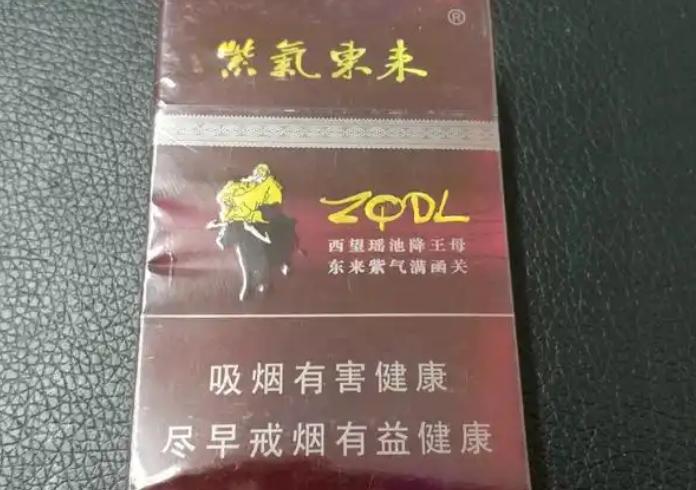 ®
紫氣東来
ZQDL
西望瑶池降王母
东来紫气满函关
吸烟有害健康
尽早戒烟有益健康